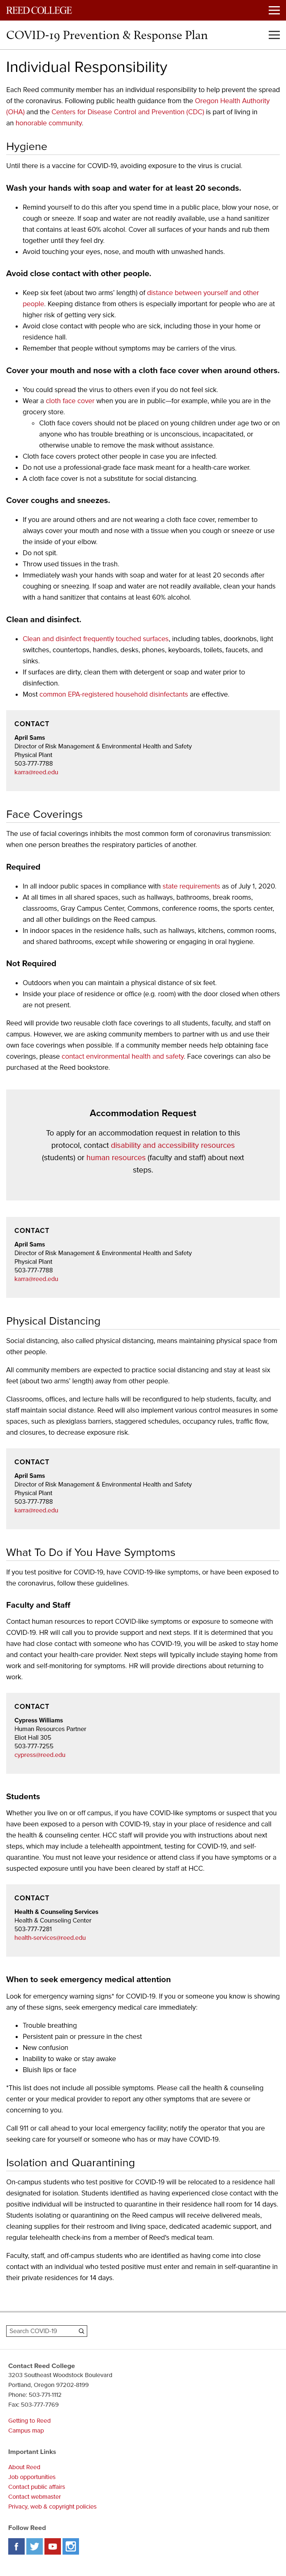 REED COLLEGE
COVID-19 Prevention & Response Plan
Individual Responsibility
Each Reed community member has an individual responsibility to help prevent the spread
of the coronavirus. Following public health guidance from the Oregon Health Authority
(OHA) and the Centers for Disease Control and Prevention (CDC) is part of living in
an honorable community.
Hygiene
Until there is a vaccine for COVID-19, avoiding exposure to the virus is crucial.
Wash your hands with soap and water for at least 20 seconds.
• Remind yourself to do this after you spend time in a public place, blow your nose, or
cough or sneeze. If soap and water are not readily available, use a hand sanitizer
that contains at least 60% alcohol. Cover all surfaces of your hands and rub them
together until they feel dry.
• Avoid touching your eyes, nose, and mouth with unwashed hands.
Avoid close contact with other people.
• Keep six feet (about two arms' length) of distance between yourself and other
people. Keeping distance from others is especially important for people who are at
higher risk of getting very sick.
• Avoid close contact with people who are sick, including those in your home or
residence hall.
• Remember that people without symptoms may be carriers of the virus.
Cover your mouth and nose with a cloth face cover when around others.
• You could spread the virus to others even if you do not feel sick.
• Wear a cloth face cover when you are in public—for example, while you are in the
grocery store.
◦ Cloth face covers should not be placed on young children under age two or on
anyone who has trouble breathing or is unconscious, incapacitated, or
otherwise unable to remove the mask without assistance.
• Cloth face covers protect other people in case you are infected.
• Do not use a professional-grade face mask meant for a health-care worker.
• A cloth face cover is not a substitute for social distancing.
Cover coughs and sneezes.
• If you are around others and are not wearing a cloth face cover, remember to
always cover your mouth and nose with a tissue when you cough or sneeze or use
the inside of your elbow.
• Do not spit.
• Throw used tissues in the trash.
• Immediately wash your hands with soap and water for at least 20 seconds after
coughing or sneezing. If soap and water are not readily available, clean your hands
with a hand sanitizer that contains at least 60% alcohol.
Clean and disinfect.
• Clean and disinfect frequently touched surfaces, including tables, doorknobs, light
switches, countertops, handles, desks, phones, keyboards, toilets, faucets, and
sinks.
• If surfaces are dirty, clean them with detergent or soap and water prior to
disinfection.
• Most common EPA-registered household disinfectants are effective.
CONTACT
April Sams
Director of Risk Management & Environmental Health and Safety
Physical Plant
503-777-7788
karra@reed.edu
Face Coverings
The use of facial coverings inhibits the most common form of coronavirus transmission:
when one person breathes the respiratory particles of another.
Required
• In all indoor public spaces in compliance with state requirements as of July 1, 2020.
• At all times in all shared spaces, such as hallways, bathrooms, break rooms,
classrooms, Gray Campus Center, Commons, conference rooms, the sports center,
and all other buildings on the Reed campus.
• In indoor spaces in the residence halls, such as hallways, kitchens, common rooms,
and shared bathrooms, except while showering or engaging in oral hygiene.
Not Required
• Outdoors when you can maintain a physical distance of six feet.
• Inside your place of residence or office (e.g. room) with the door closed when others
are not present.
Reed will provide two reusable cloth face coverings to all students, faculty, and staff on
campus. However, we are asking community members to partner with us and use their
own face coverings when possible. If a community member needs help obtaining face
coverings, please contact environmental health and safety. Face coverings can also be
purchased at the Reed bookstore.
Accommodation Request
To apply for an accommodation request in relation to this
protocol, contact disability and accessibility resources
(students) or human resources (faculty and staff) about next
steps.
CONTACT
April Sams
Director of Risk Management & Environmental Health and Safety
Physical Plant
503-777-7788
karra@reed.edu
Physical Distancing
Social distancing, also called physical distancing, means maintaining physical space from
other people.
All community members are expected to practice social distancing and stay at least six
feet (about two arms' length) away from other people.
Classrooms, offices, and lecture halls will be reconfigured to help students, faculty, and
staff maintain social distance. Reed will also implement various control measures in some
spaces, such as plexiglass barriers, staggered schedules, occupancy rules, traffic flow,
and closures, to decrease exposure risk.
CONTACT
April Sams
Director of Risk Management & Environmental Health and Safety
Physical Plant
503-777-7788
karra@reed.edu
What To Do if You Have Symptoms
If you test positive for COVID-19, have COVID-19-like symptoms, or have been exposed to
the coronavirus, follow these guidelines.
Faculty and Staff
Contact human resources to report COVID-like symptoms or exposure to someone with
COVID-19. HR will call you to provide support and next steps. If it is determined that you
have had close contact with someone who has COVID-19, you will be asked to stay home
and contact your health-care provider. Next steps will typically include staying home from
work and self-monitoring for symptoms. HR will provide directions about returning to
work.
CONTACT
Cypress Williams
Human Resources Partner
Eliot Hall 305
503-777-7255
cypress@reed.edu
Students
Whether you live on or off campus, if you have COVID-like symptoms or suspect that you
have been exposed to a person with COVID-19, stay in your place of residence and call
the health & counseling center. HCC staff will provide you with instructions about next
steps, which may include a telehealth appointment, testing for COVID-19, and self-
quarantine. You must not leave your residence or attend class if you have symptoms or a
suspected exposure until you have been cleared by staff at HCC.
CONTACT
Health & Counseling Services
Health & Counseling Center
503-777-7281
health-services@reed.edu
When to seek emergency medical attention
Look for emergency warning signs* for COVID-19. If you or someone you know is showing
any of these signs, seek emergency medical care immediately:
• Trouble breathing
• Persistent pain or pressure in the chest
• New confusion
• Inability to wake or stay awake
• Bluish lips or face
*This list does not include all possible symptoms. Please call the health & counseling
center or your medical provider to report any other symptoms that are severe or
concerning to you.
Call 911 or call ahead to your local emergency facility; notify the operator that you are
seeking care for yourself or someone who has or may have COVID-19.
Isolation and Quarantining
On-campus students who test positive for COVID-19 will be relocated to a residence hall
designated for isolation. Students identified as having experienced close contact with the
positive individual will be instructed to quarantine in their residence hall room for 14 days.
Students isolating or quarantining on the Reed campus will receive delivered meals,
cleaning supplies for their restroom and living space, dedicated academic support, and
regular telehealth check-ins from a member of Reed's medical team.
Faculty, staff, and off-campus students who are identified as having come into close
contact with an individual who tested positive must enter and remain in self-quarantine in
their private residences for 14 days.
Search COVID-19
Contact Reed College
3203 Southeast Woodstock Boulevard
Portland, Oregon 97202-8199
Phone: 503-771-1112
Fax: 503-777-7769
Getting to Reed
Campus map
Important Links
About Reed
Job opportunities
Contact public affairs
Contact webmaster
Privacy, web & copyright policies
Follow Reed